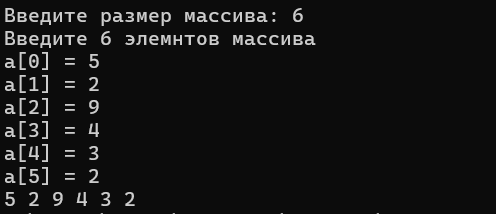 Введите размер массива: 6
Введите 6 элемнтов массива
a[0] = 5
a[1] = 2
a[2] = 9
a[3] = 4
a[4] = 3
a[5] = 2
5 2 9 4 3 2